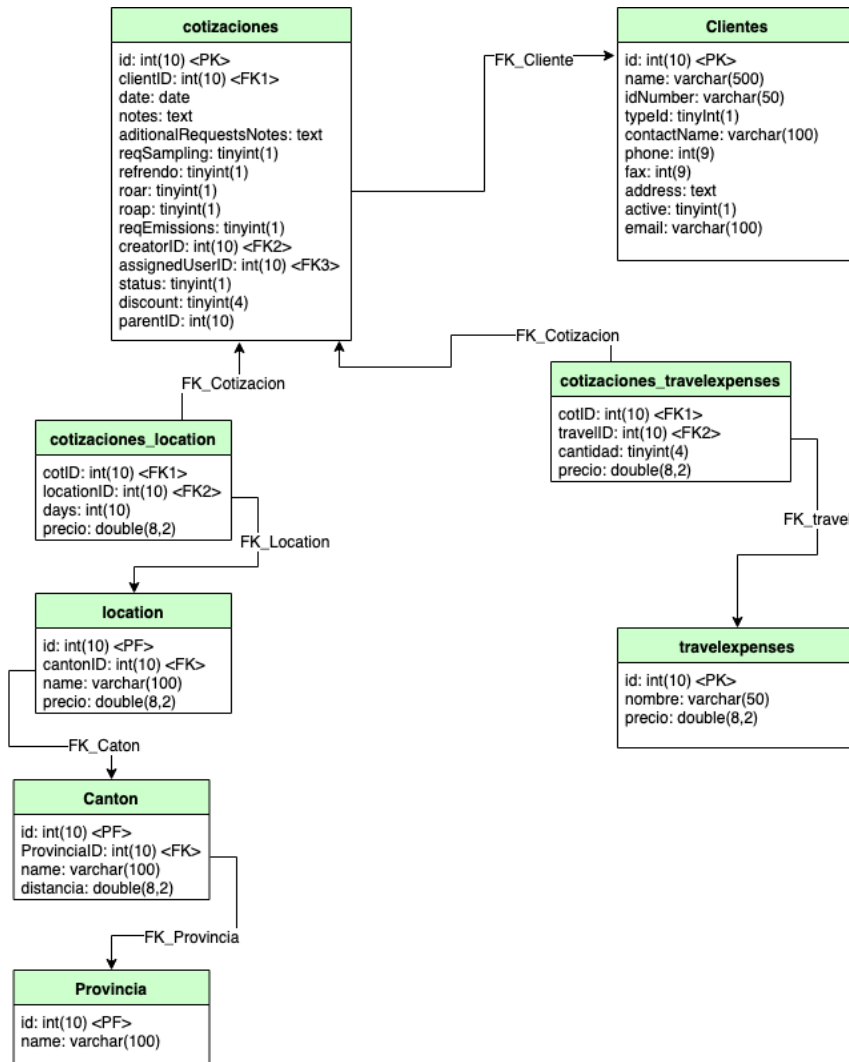 cotizaciones
id: int(10) <PK>
clientID: int(10) <FK1>
date: date
notes: text
aditionalRequestsNotes: text
reqSampling: tinyint(1)
refrendo: tinyint(1)
roar: tinyint(1)
roap: tinyint(1)
reqEmissions: tinyint(1)
creatorID: int(10) <FK2>
assignedUserID: int(10) <FK3>
status: tinyint(1)
discount: tinyint(4)
parentID: int(10)
FK_Cliente
Clientes
id: int(10) <PK>
name: varchar(500)
idNumber: varchar(50)
typeId: tinyInt(1)
contactName: varchar(100)
phone: int(9)
fax: int(9)
address: text
active: tinyint(1)
email: varchar(100)
FK_Cotizacion
FK_Cotizacion
cotizaciones_travelexpenses
cotID: int(10) <FK1>
travelID: int(10) <FK2>
cantidad: tinyint(4)
precio: double(8,2)
cotizaciones_location
cotID: int(10) <FK1>
locationID: int(10) <FK2>
days: int(10)
precio: double(8,2)
FK_travel
FK_Location
location
id: int(10) <PF>
cantonID: int(10) <FK>
name: varchar(100)
precio: double(8,2)
travelexpenses
id: int(10) <PK>
nombre: varchar(50)
precio: double(8,2)
FK_Caton
Canton
id: int(10) <PF>
ProvinciaID: int(10) <FK>
name: varchar(100)
distancia: double(8,2)
FK_Provincia
Provincia
id: int(10) <PF>
name: varchar(100)